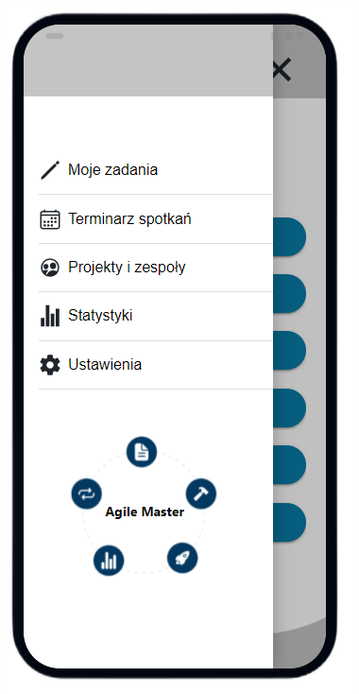 Moje zadania
Terminarz spotkań
Projekty i zespoły
Statystyki
Ustawienia
Agile Master